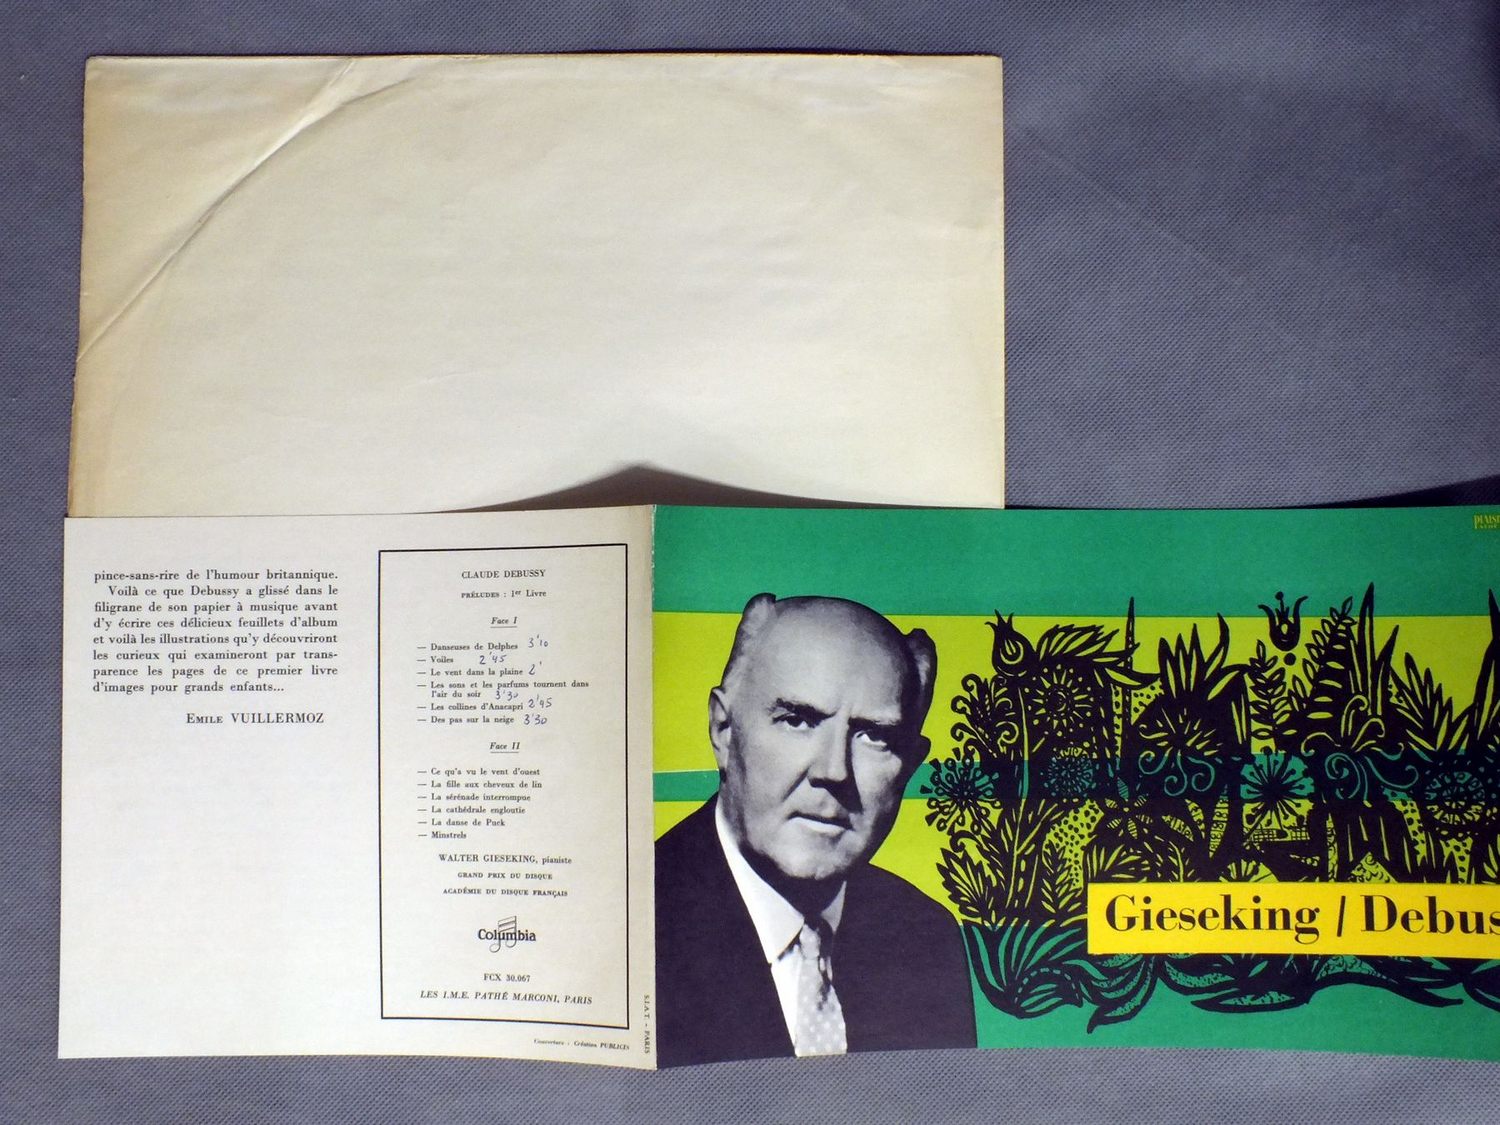 pince-sans-rire de l'humour britannique.
Voilà ce que Debussy a glissé dans le
filigrane de son papier à musique avant
d'y écrire ces délicieux feuillets d'album
et voilà les illustrations qu'y découvriront
les curieux qui examineront par trans-
parence les pages de ce premier livre
d'images pour grands enfants...
Emile VUILLERMOZ
CLAUDE DEBUSSY
PRÉLUDES : 1er Livre
Face I
— Danseuses de Delphes 3'10
— Voiles 2'45
— Le vent dans la plaine 2'
— Les sons et les parfums tournent dans
l'air du soir 3'30
— Les collines d'Anacapri 2'45
— Des pas sur la neige 3'30
Face II
— Ce qu'a vu le vent d'ouest
— La fille aux cheveux de lin
— La sérénade interrompue
— La cathédrale engloutie
— La danse de Puck
— Minstrels
WALTER GIESEKING, pianiste
GRAND PRIX DU DISQUE
ACADÉMIE DU DISQUE FRANÇAIS
Columbia
FCX 30.067
LES I.M.E. PATHÉ MARCONI, PARIS
Couverture - Création PUBLICIS
S.I.A.T. - PARIS
Gieseking / Debus